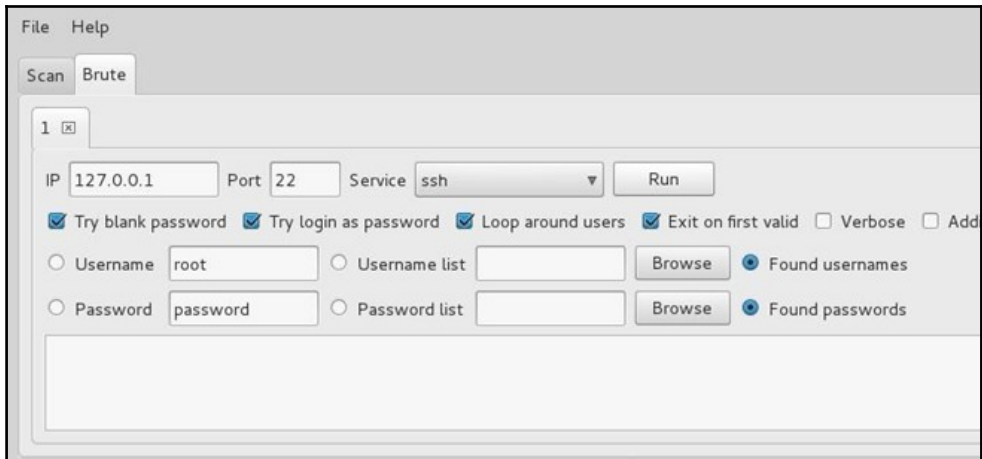 File Help
Scan Brute
1
IP 127.0.0.1 Port 22 Service ssh Run
Try blank password Try login as password Loop around users Exit on first valid Verbose Addi
Username root Username list Browse Found usernames
Password password Password list Browse Found passwords